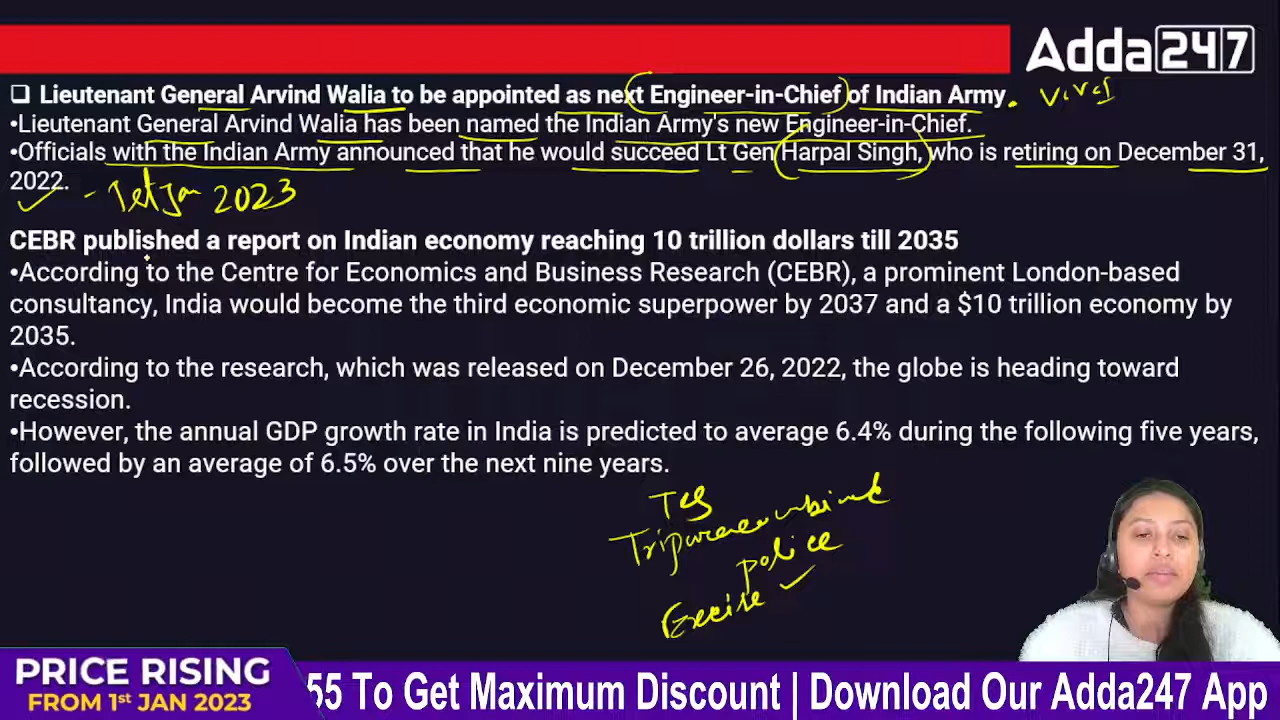 Adda247
❑ Lieutenant General Arvind Walia to be appointed as next Engineer-in-Chief of Indian Army.
•Lieutenant General Arvind Walia has been named the Indian Army's new Engineer-in-Chief.
•Officials with the Indian Army announced that he would succeed Lt Gen Harpal Singh, who is retiring on December 31,
2022.
Jan 2023
CEBR published a report on Indian economy reaching 10 trillion dollars till 2035
•According to the Centre for Economics and Business Research (CEBR), a prominent London-based
consultancy, India would become the third economic superpower by 2037 and a $10 trillion economy by
2035.
•According to the research, which was released on December 26, 2022, the globe is heading toward
recession.
•However, the annual GDP growth rate in India is predicted to average 6.4% during the following five years,
followed by an average of 6.5% over the next nine years.
police
PRICE RISING
FROM 1st JAN 2023
55 To Get Maximum Discount | Download Our Adda247 App